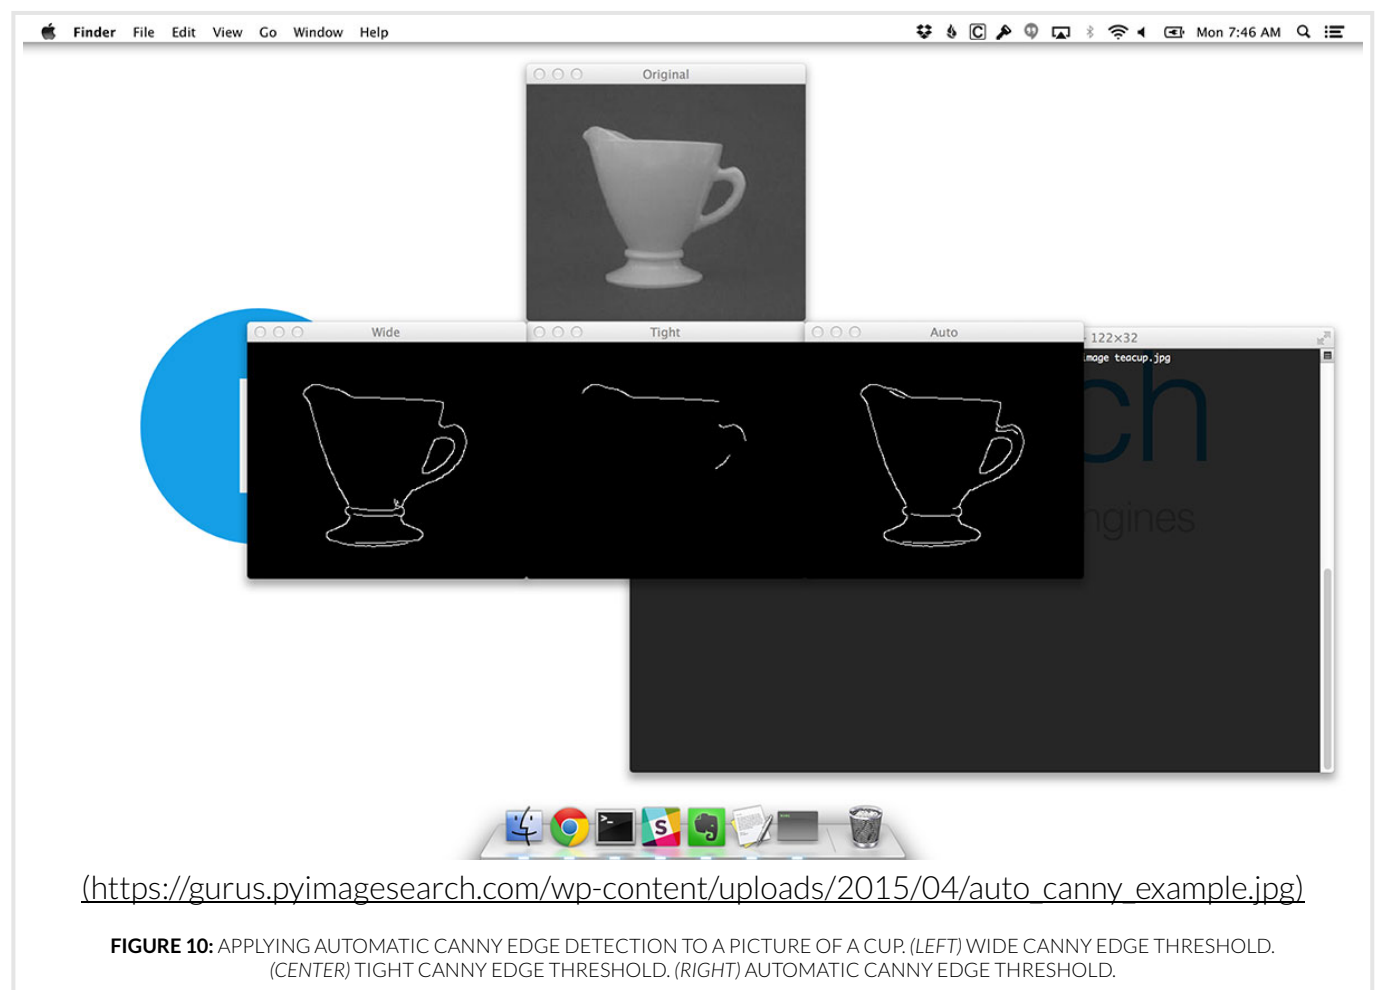 Finder File Edit View Go Window Help Mon 7:46 AM
Original
Wide Tight Auto
122×32
image teacup.jpg
ch
ngines
(https://gurus.pyimagesearch.com/wp-content/uploads/2015/04/auto_canny_example.jpg)
FIGURE 10: APPLYING AUTOMATIC CANNY EDGE DETECTION TO A PICTURE OF A CUP. (LEFT) WIDE CANNY EDGE THRESHOLD.
(CENTER) TIGHT CANNY EDGE THRESHOLD. (RIGHT) AUTOMATIC CANNY EDGE THRESHOLD.